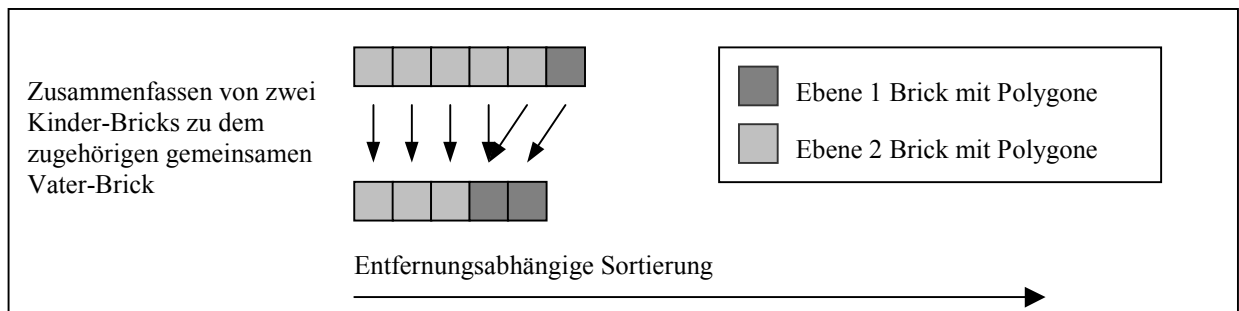 Zusammenfassen von zwei
Kinder-Bricks zu dem
zugehörigen gemeinsamen
Vater-Brick
Ebene 1 Brick mit Polygone
Ebene 2 Brick mit Polygone
Entfernungsabhängige Sortierung